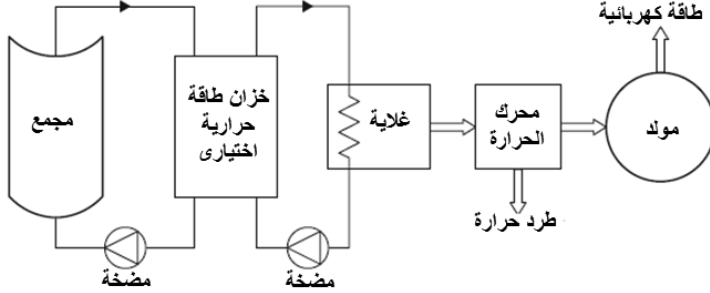 طاقة كهربائية
مجمع
خزان طاقة
حرارية
اختيارى
غلاية
محرك
الحرارة
مولد
طرد حرارة
مضخة
مضخة